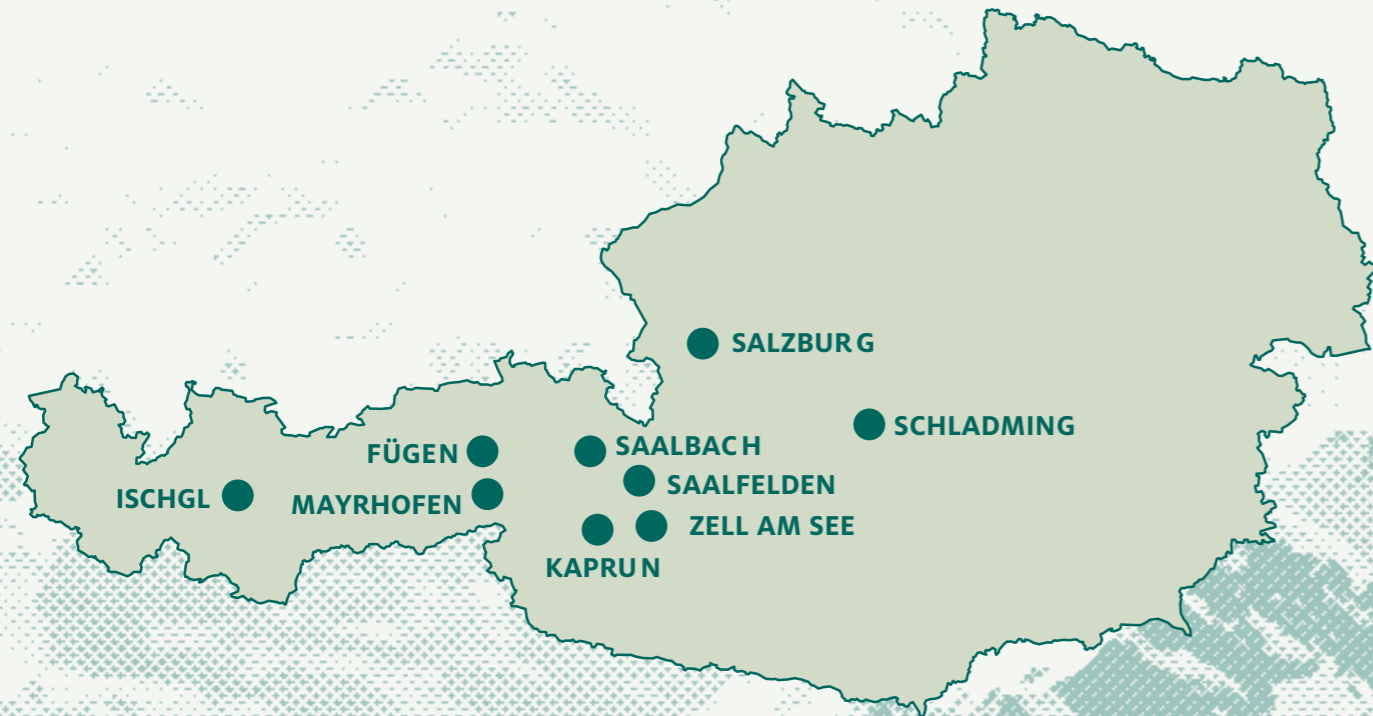 SALZBURG
SCHLADMING
FÜGEN
SAALBACH
SAALFELDEN
ISCHGL
MAYRHOFEN
ZELL AM SEE
KAPRUN